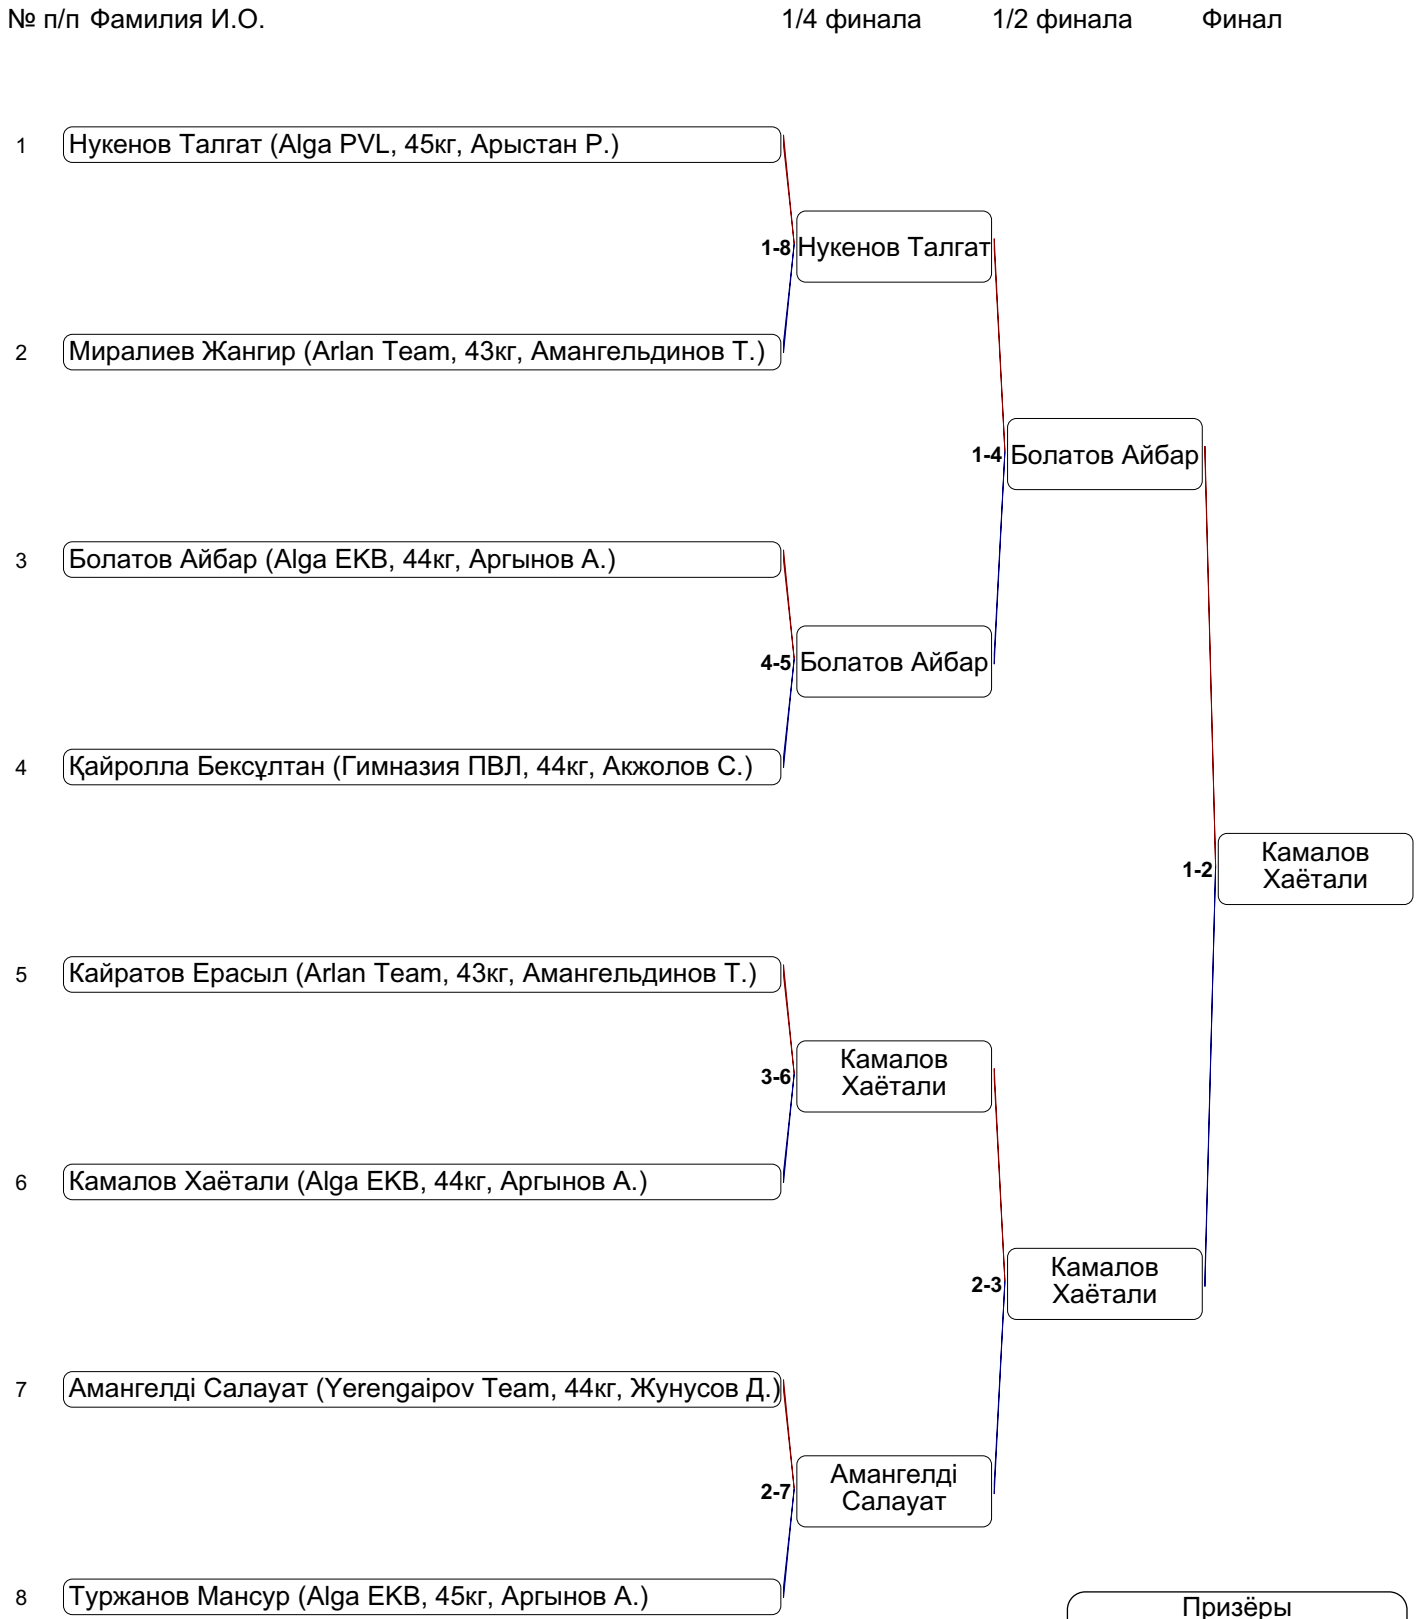 № п/п Фамилия И.О. 1/4 финала 1/2 финала Финал
1 Нукенов Талгат (Alga PVL, 45кг, Арыстан Р.)
1-8 Нукенов Талгат
2 Миралиев Жангир (Arlan Team, 43кг, Амангельдинов Т.)
1-4 Болатов Айбар
3 Болатов Айбар (Alga EKB, 44кг, Аргынов А.)
4-5 Болатов Айбар
4 Қайролла Бексұлтан (Гимназия ПВЛ, 44кг, Акжолов С.)
1-2 Камалов
Хаётали
5 Кайратов Ерасыл (Arlan Team, 43кг, Амангельдинов Т.)
3-6 Камалов
Хаётали
6 Камалов Хаётали (Alga EKB, 44кг, Аргынов А.)
2-3 Камалов
Хаётали
7 Амангелді Салауат (Yerengaipov Team, 44кг, Жунусов Д.)
2-7 Амангелді
Салауат
8 Туржанов Мансур (Alga EKB, 45кг, Аргынов А.)
Призёры